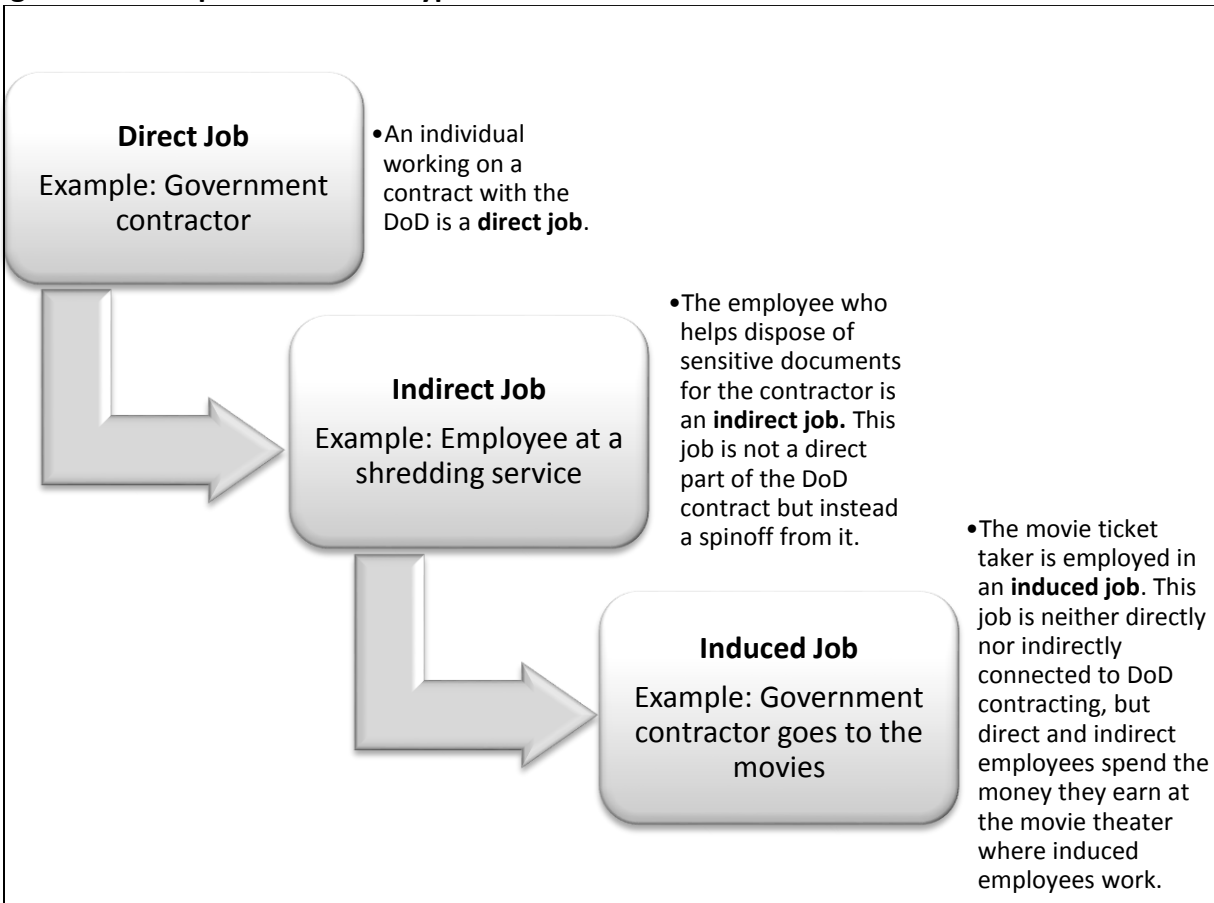 Direct Job
Example: Government
contractor
•An individual
working on a
contract with the
DoD is a direct job.
Indirect Job
Example: Employee at a
shredding service
•The employee who
helps dispose of
sensitive documents
for the contractor is
an indirect job. This
job is not a direct
part of the DoD
contract but instead
a spinoff from it.
Induced Job
Example: Government
contractor goes to the
movies
•The movie ticket
taker is employed in
an induced job. This
job is neither directly
nor indirectly
connected to DoD
contracting, but
direct and indirect
employees spend the
money they earn at
the movie theater
where induced
employees work.